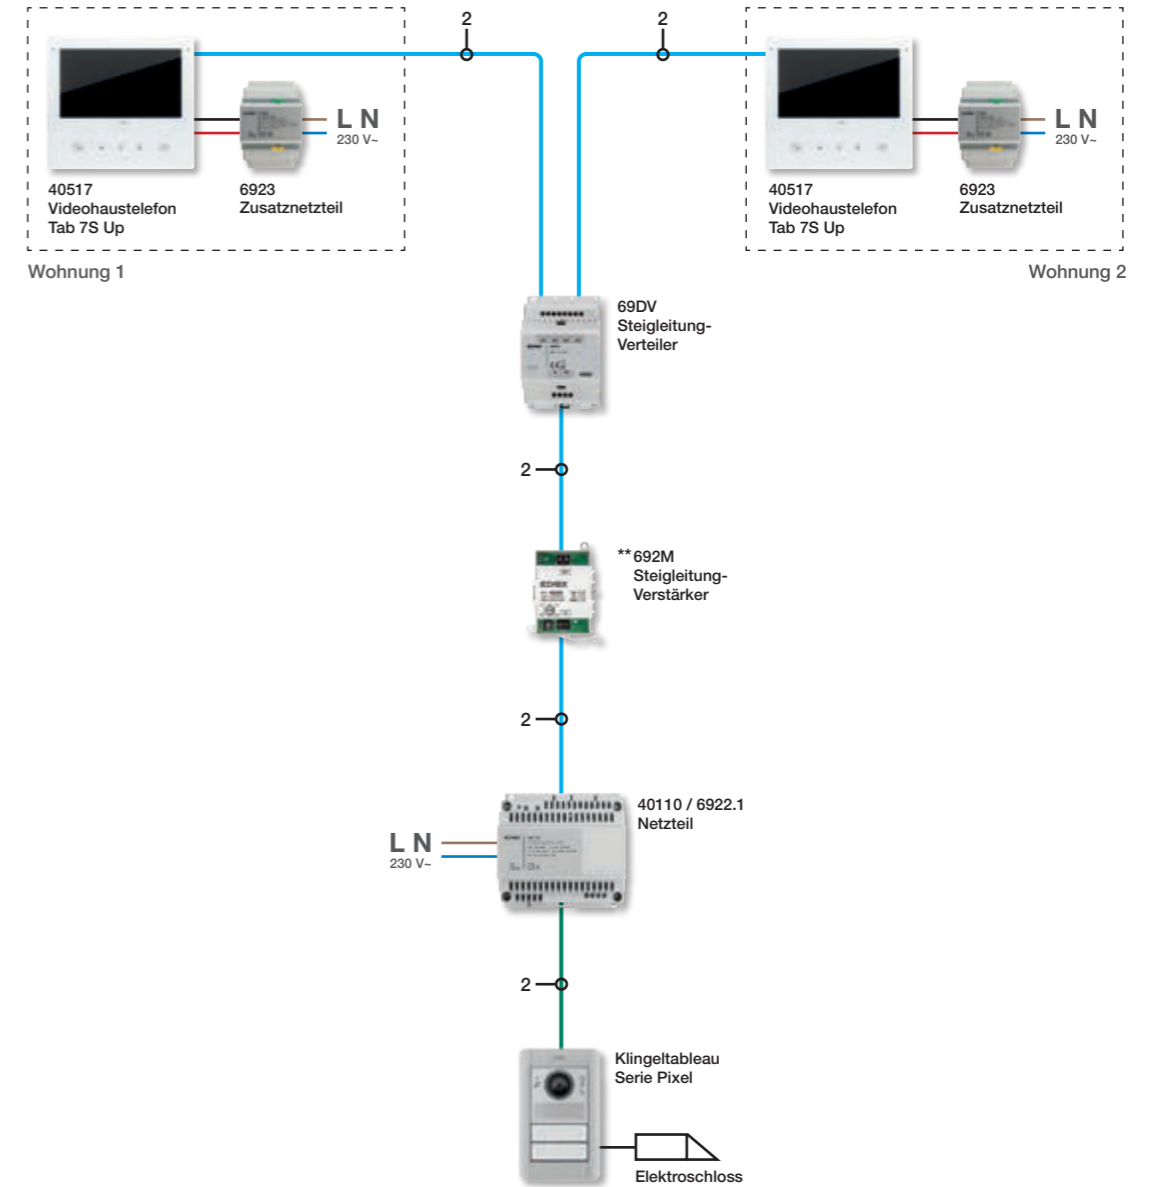 2
2
L N
230 V~
40517
Videohaustelefon
Tab 7S Up
6923
Zusatznetzteil
Wohnung 1
L N
230 V~
40517
Videohaustelefon
Tab 7S Up
6923
Zusatznetzteil
Wohnung 2
69DV
Steigleitung-
Verteiler
2
**692M
Steigleitung-
Verstärker
2
40110 / 6922.1
Netzteil
L N
230 V~
2
Klingeltableau
Serie Pixel
Elektroschloss